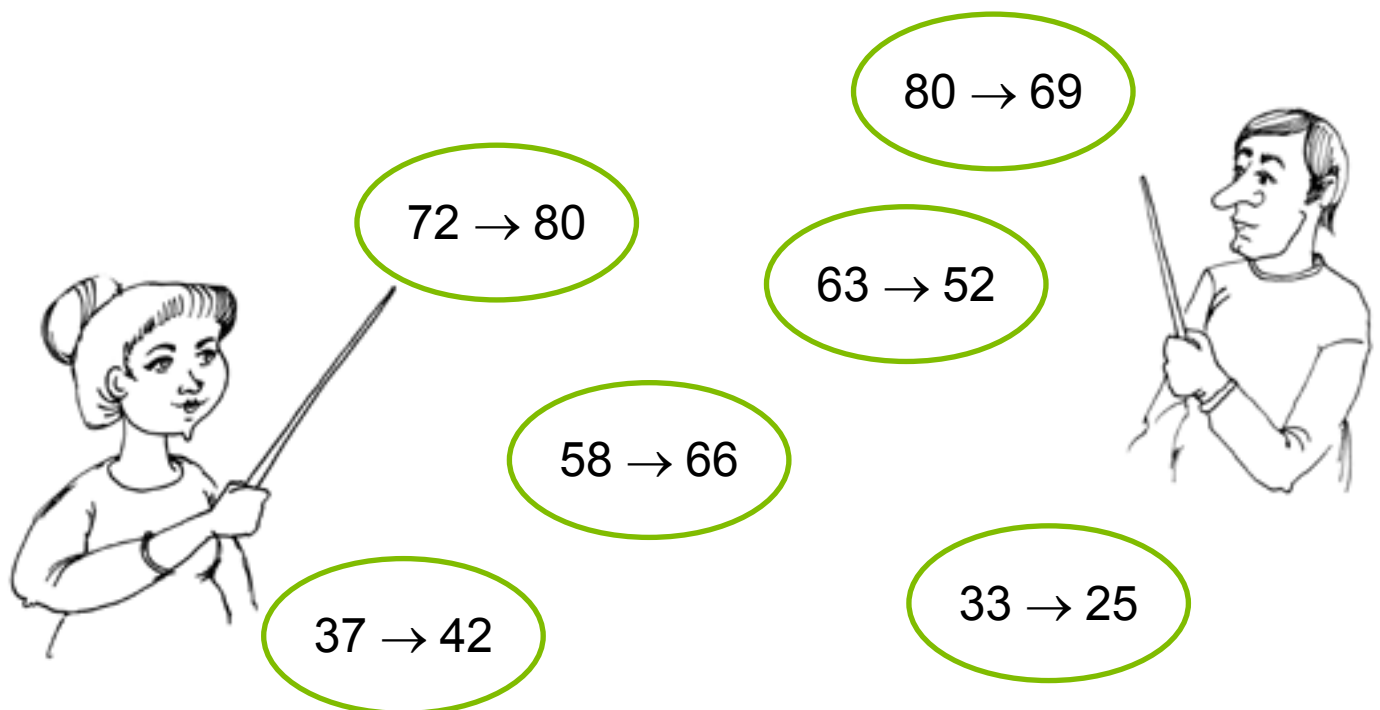 80 → 69
72 → 80
63 → 52
58 → 66
33 → 25
37 → 42